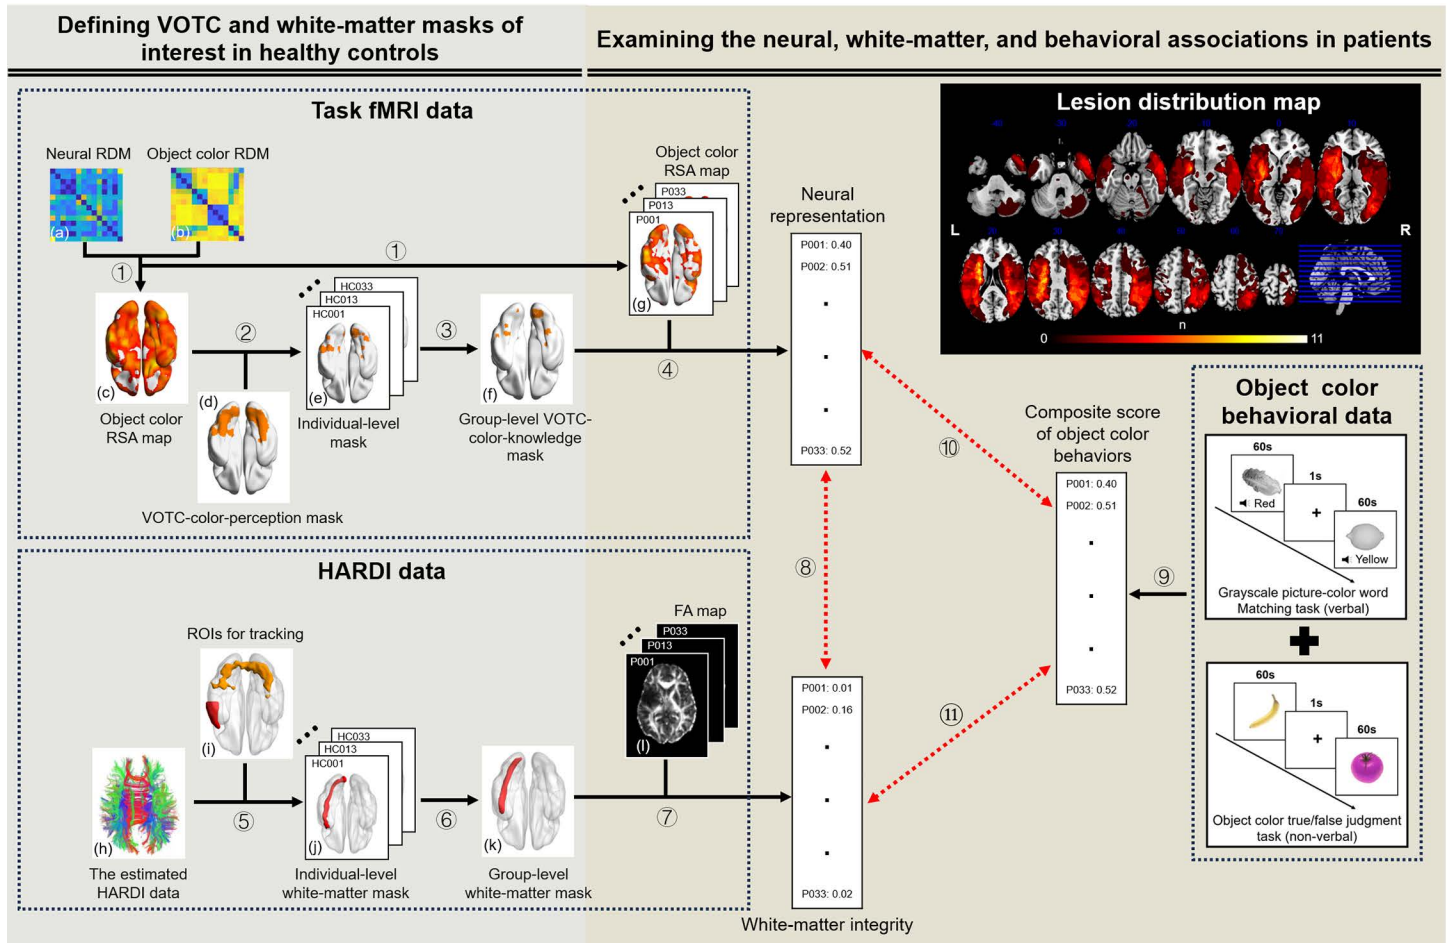 Defining VOTC and white-matter masks of
interest in healthy controls
Examining the neural, white-matter, and behavioral associations in patients
Task fMRI data
Neural RDM
Object color RDM
(a)
(b)
①
①
Object color
RSA map
P033
P013
P001
(g)
(c)
Object color
RSA map
②
(d)
VOTC-color-perception mask
HC033
HC013
HC001
(e)
Individual-level
mask
③
(f)
Group-level VOTC-
color-knowledge
mask
④
Neural
representation
P001: 0.40
P002: 0.51
P033: 0.52
Lesion distribution map
L
R
n
0
11
HARDI data
ROIs for tracking
(i)
(h)
The estimated
HARDI data
⑤
HC033
HC013
HC001
(j)
Individual-level
white-matter mask
⑥
(k)
Group-level
white-matter mask
FA map
P033
P013
P001
(l)
⑦
P001: 0.01
P002: 0.16
P033: 0.02
White-matter integrity
⑧
⑩
⑪
Composite score
of object color
behaviors
P001: 0.40
P002: 0.51
P033: 0.52
⑨
Object color
behavioral data
60s
1s
60s
Red
+
Yellow
Grayscale picture-color word
Matching task (verbal)
60s
1s
60s
+
Object color true/false judgment
task (non-verbal)